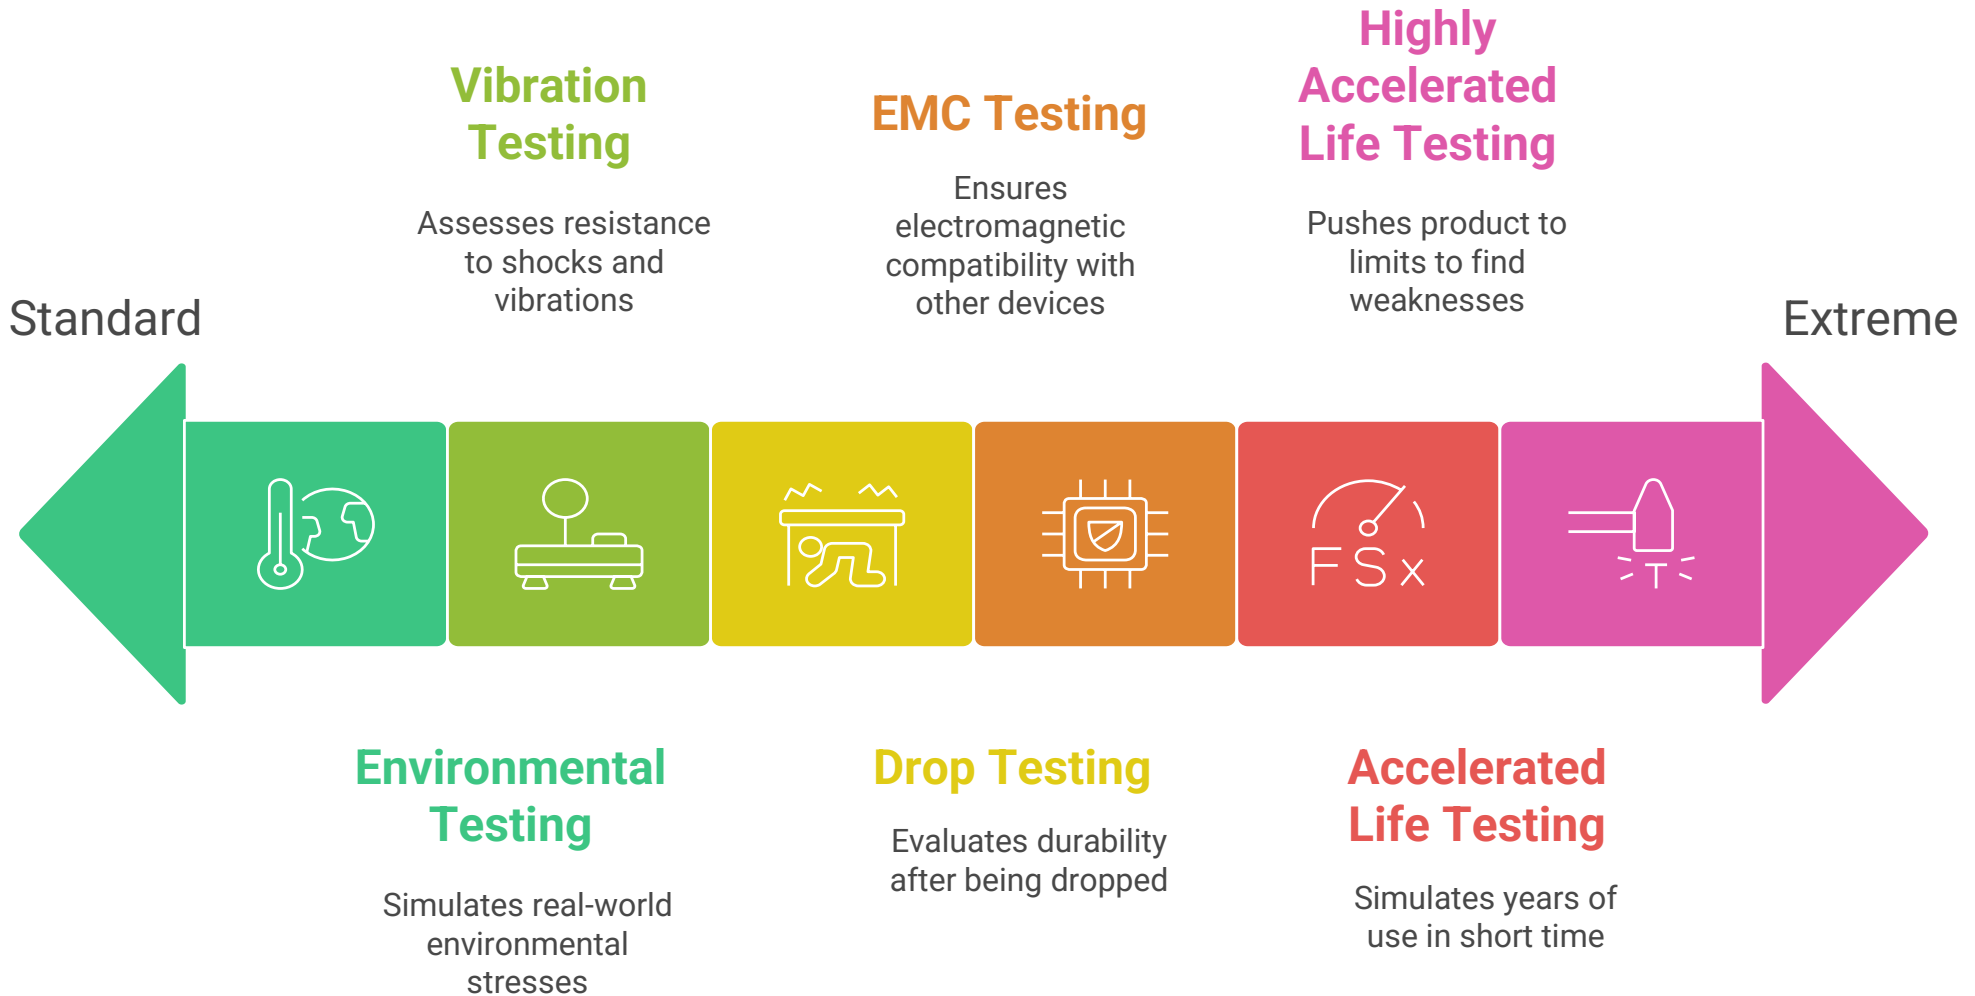 Highly
Accelerated
Life Testing
Pushes product to
limits to find
weaknesses
Vibration
Testing
Assesses resistance
to shocks and
vibrations
EMC Testing
Ensures
electromagnetic
compatibility with
other devices
Standard
Extreme
FSx
Environmental
Testing
Simulates real-world
environmental
stresses
Drop Testing
Evaluates durability
after being dropped
Accelerated
Life Testing
Simulates years of
use in short time